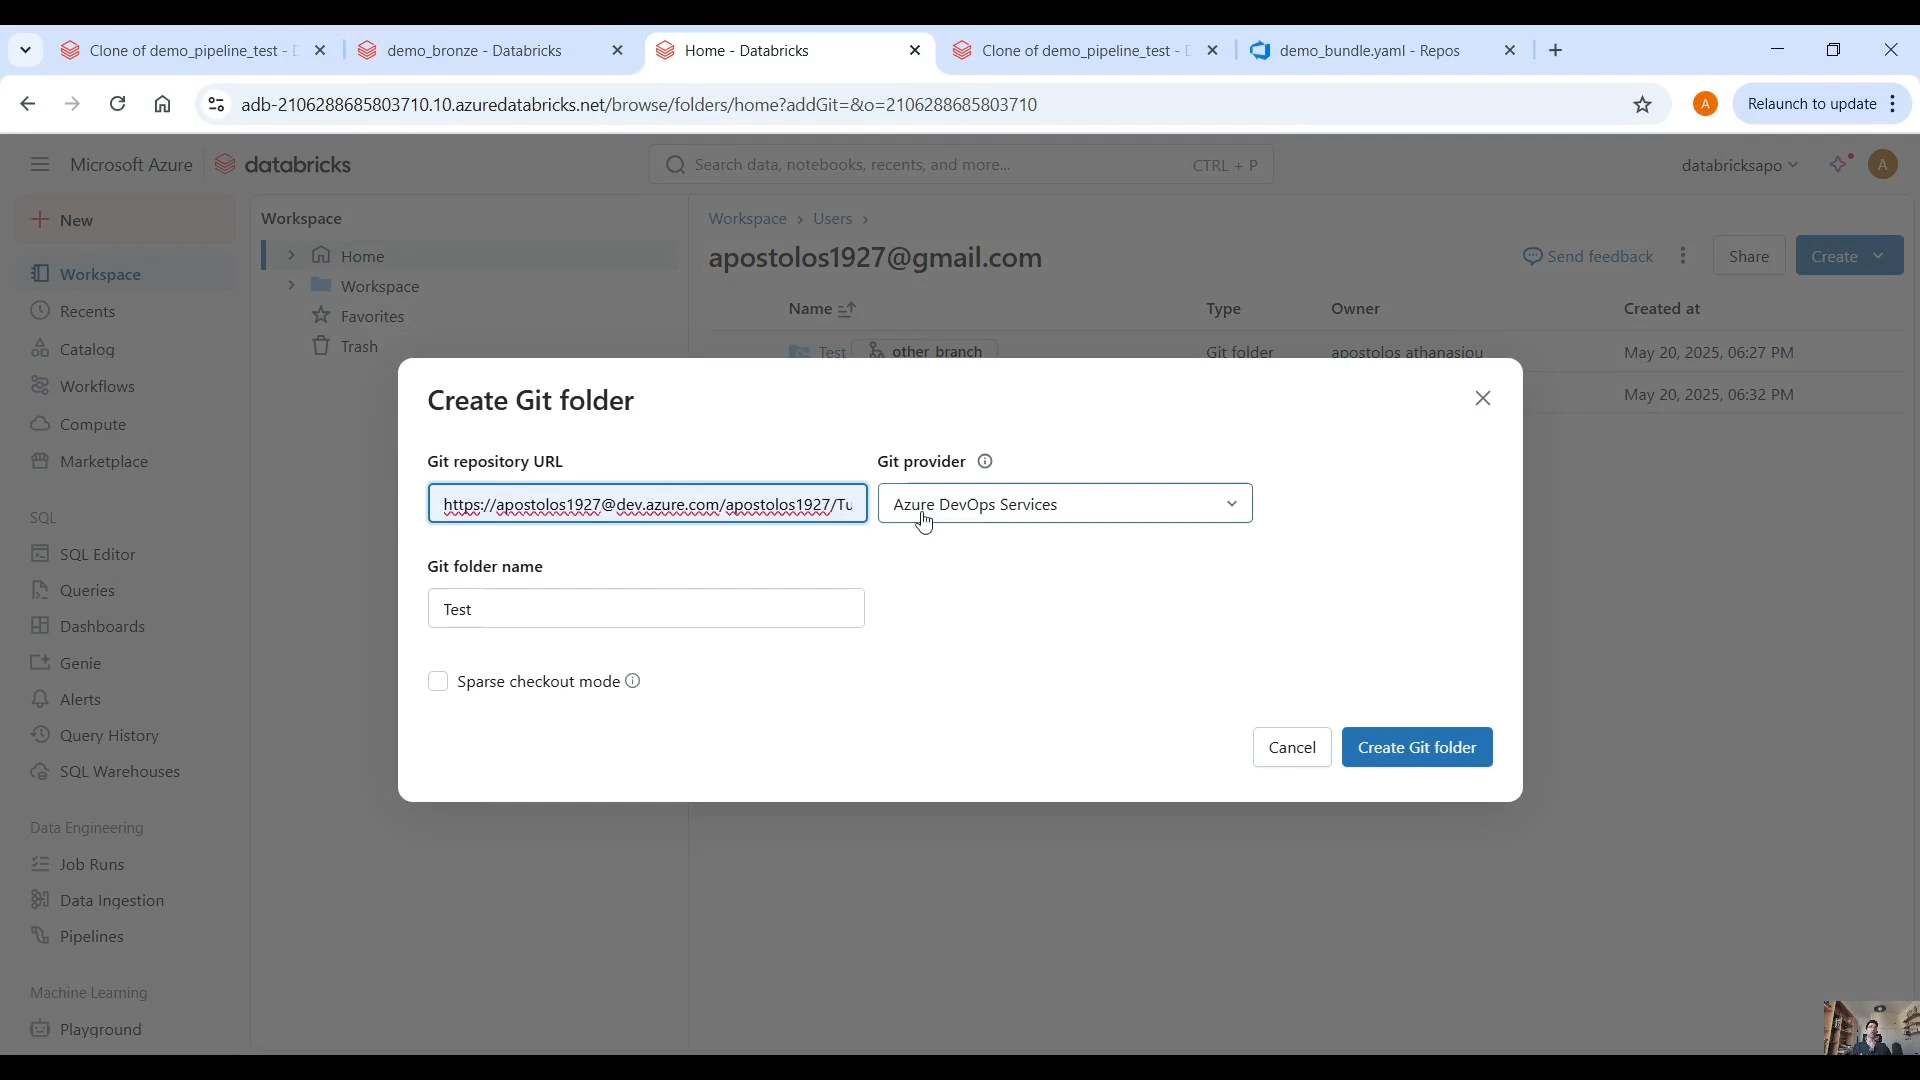 Clone of demo_pipeline_test - D
demo_bronze - Databricks
Home - Databricks
Clone of demo_pipeline_test - D
demo_bundle.yaml - Repos
adb-2106288685803710.10.azuredatabricks.net/browse/folders/home?addGit=&o=2106288685803710
A
Relaunch to update
Microsoft Azure
databricks
Search data, notebooks, recents, and more...
CTRL + P
databricksapo
A
New
Workspace
Recents
Catalog
Workflows
Compute
Marketplace
SQL
SQL Editor
Queries
Dashboards
Genie
Alerts
Query History
SQL Warehouses
Data Engineering
Job Runs
Data Ingestion
Pipelines
Machine Learning
Playground
Workspace
Home
Workspace
Favorites
Trash
Workspace > Users >
apostolos1927@gmail.com
Send feedback
Share
Create
Name
Type
Owner
Created at
Test
other_branch
Git folder
apostolos athanasiou
May 20, 2025, 06:27 PM
May 20, 2025, 06:32 PM
Create Git folder
Git repository URL
Git provider
https://apostolos1927@dev.azure.com/apostolos1927/Tu
Azure DevOps Services
Git folder name
Test
Sparse checkout mode
Cancel
Create Git folder